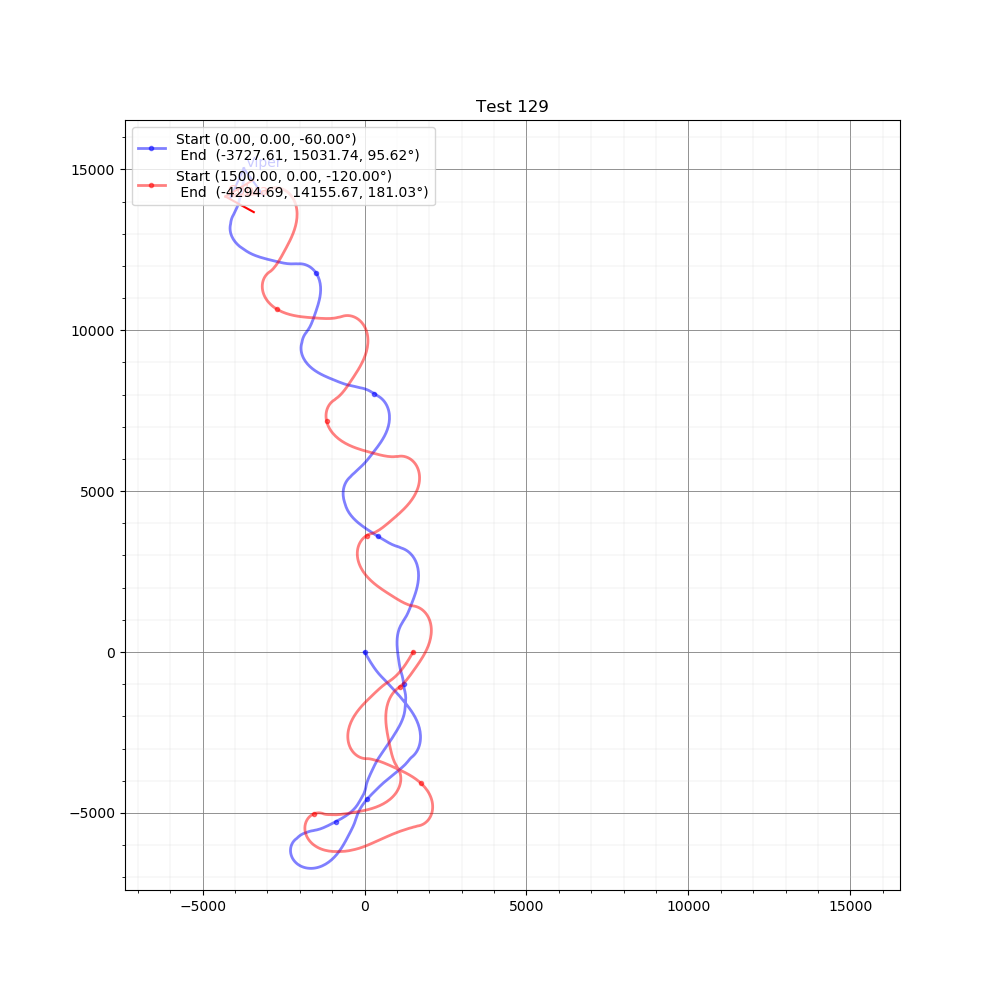 Test 129
Start (0.00, 0.00, -60.00°)
End (-3727.61, 15031.74, 95.62°)
Viper
Start (1500.00, 0.00, -120.00°)
End (-4294.69, 14155.67, 181.03°)
15000
10000
5000
0
−5000
−5000
0
5000
10000
15000